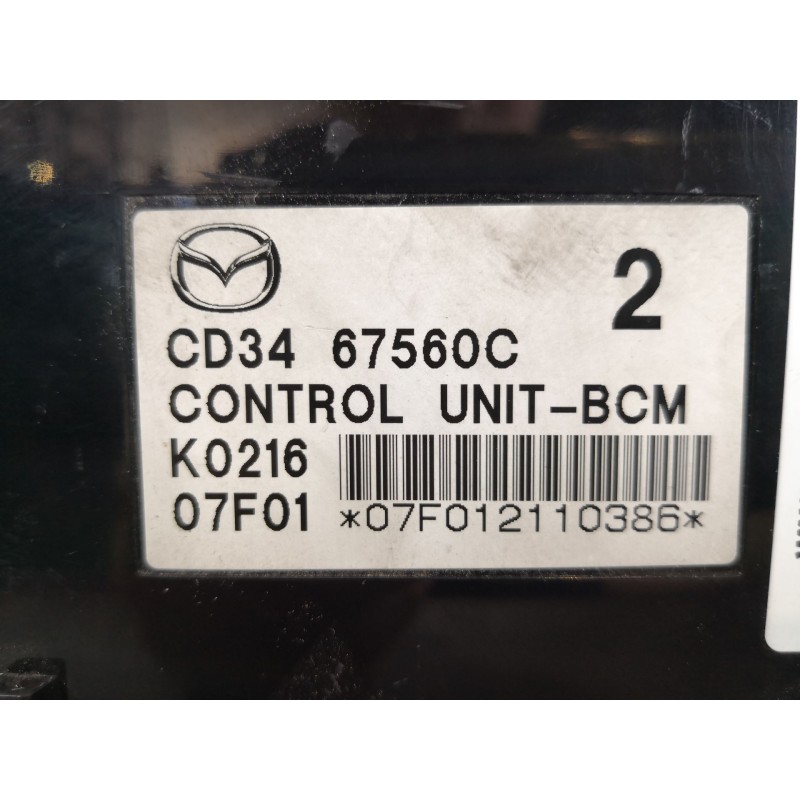 2
CD34 67560C
CONTROL UNIT-BCM
K0216
07F01 *07F012110386*